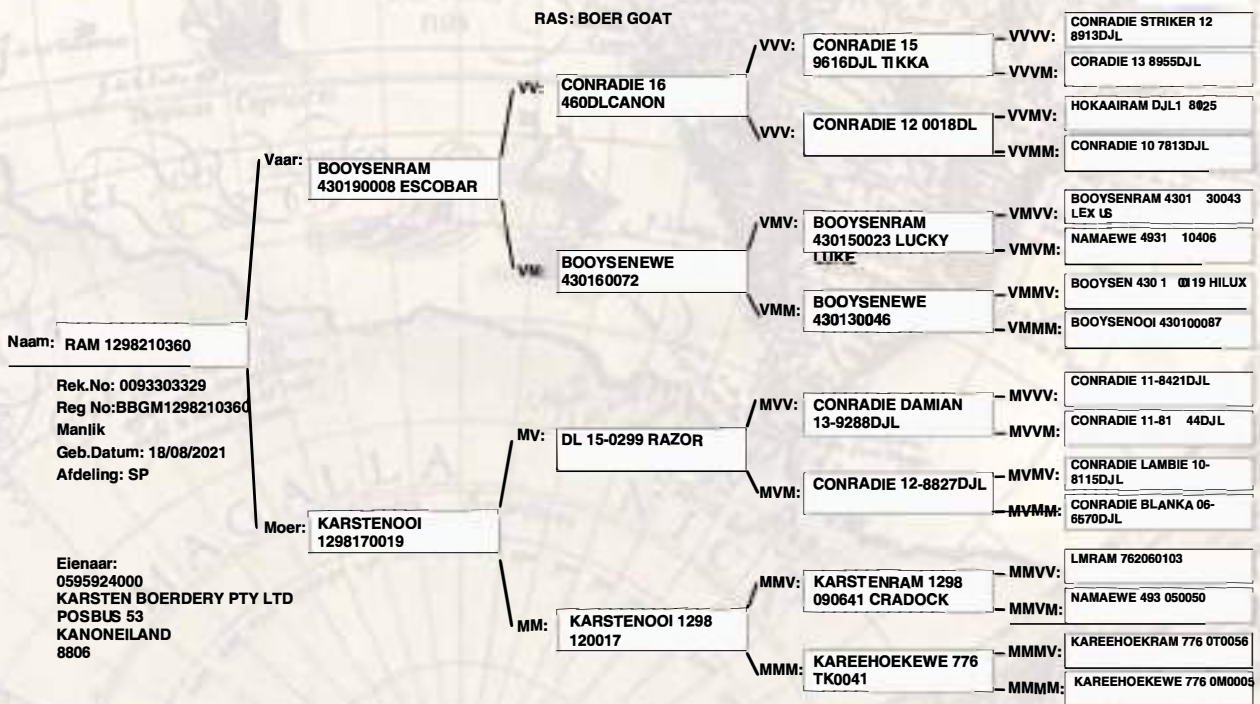 RAS: BOER GOAT
Naam: RAM 1298210360
Rek.No: 0093303329
Reg No:BBGM1298210360
Manlik
Geb.Datum: 18/08/2021
Afdeling: SP
Eienaar:
0595924000
KARSTEN BOERDERY PTY LTD
POSBUS 53
KANONEILAND
8806
Vaar: BOOYSENRAM
430190008 ESCOBAR
Moer: KARSTENOOI
1298170019
VV: CONRADIE 16
460DLCANON
VM: BOOYSENEWE
430160072
MV: DL 15-0299 RAZOR
MM: KARSTENOOI 1298
120017
VVV: CONRADIE 15
9616DJL TIKKA
VVV: CONRADIE 12 0018DL
VMV: BOOYSENRAM
430150023 LUCKY
LUKE
VMM: BOOYSENEWE
430130046
MVV: CONRADIE DAMIAN
13-9288DJL
MVM: CONRADIE 12-8827DJL
MMV: KARSTENRAM 1298
090641 CRADOCK
MMM: KAREEHOEKEWE 776
TK0041
VVVV: CONRADIE STRIKER 12
8913DJL
VVVM: CORADIE 13 8955DJL
VVMV: HOKAAIRAM DJL1
VVMM: CONRADIE 10 7813DJL
VMVV: BOOYSENRAM 4301 30043
LEX US
VMVM: NAMAEWE 4931 10406
VMMV: BOOYSEN 430 1 HILUX
VMMM: BOOYSENOOI 430100087
MVVV: CONRADIE 11-8421DJL
MVVM: CONRADIE 11-81 44DJL
MVMV: CONRADIE LAMBIE 10-
8115DJL
MVMM: CONRADIE BLANKA 06-
6570DJL
MMVV: LMRAM 762060103
MMVM: NAMAEWE 493 050050
MMMV: KAREEHOEKRAM 776 0T0056
MMMM: KAREEHOEKEWE 776 0M0005